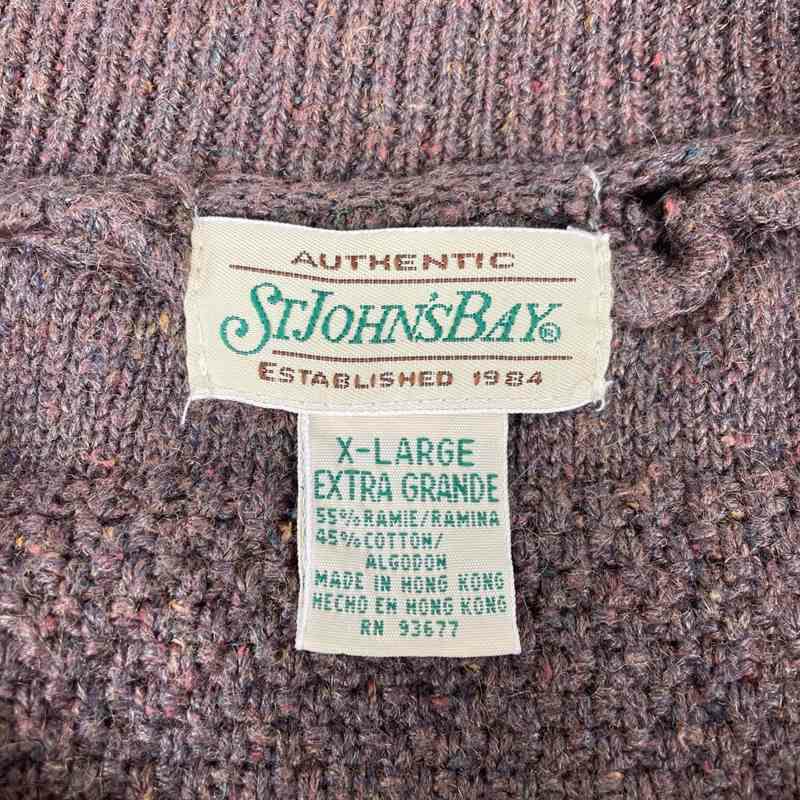 AUTHENTIC
ST JOHN'S BAY®
ESTABLISHED 1984
X-LARGE
EXTRA GRANDE
55% RAMIE/RAMINA
45% COTTON/
ALGODON
MADE IN HONG KONG
HECHO EN HONG KONG
RN 93677